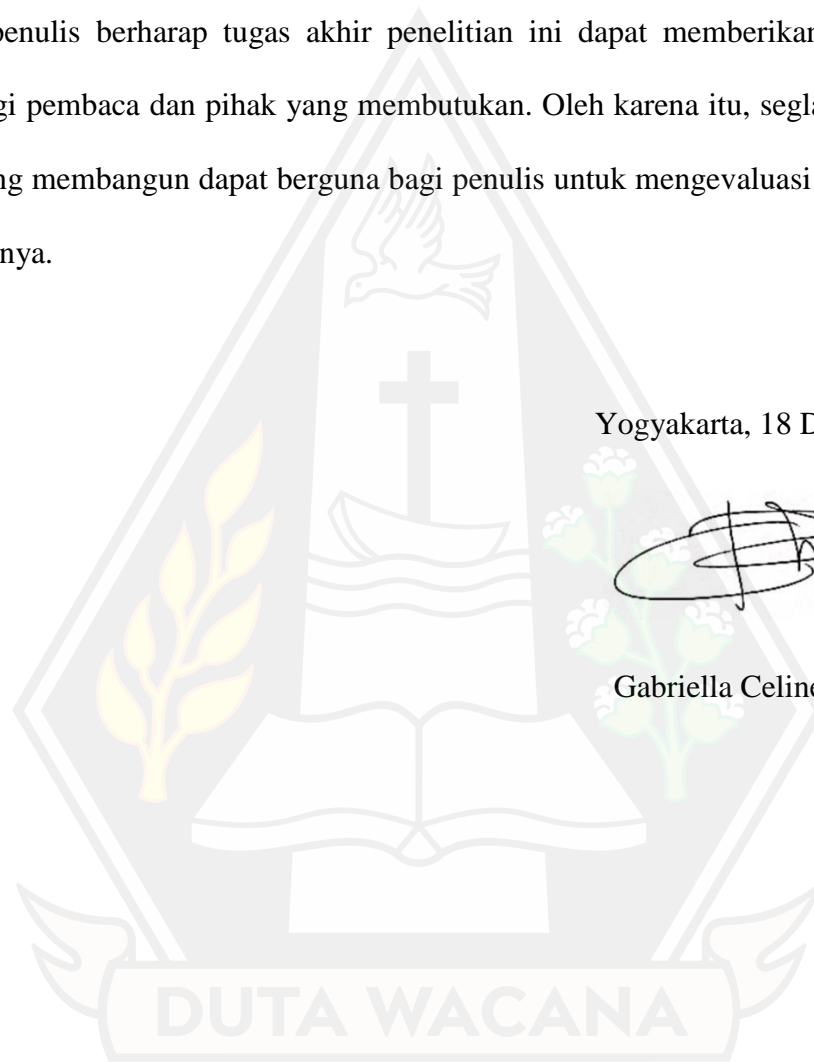 penulis berharap tugas akhir penelitian ini dapat memberikan
gi pembaca dan pihak yang membutukan. Oleh karena itu, segla
ng membangun dapat berguna bagi penulis untuk mengevaluasi
nya.
Yogyakarta, 18 D
Gabriella Celine
DUTA WACANA